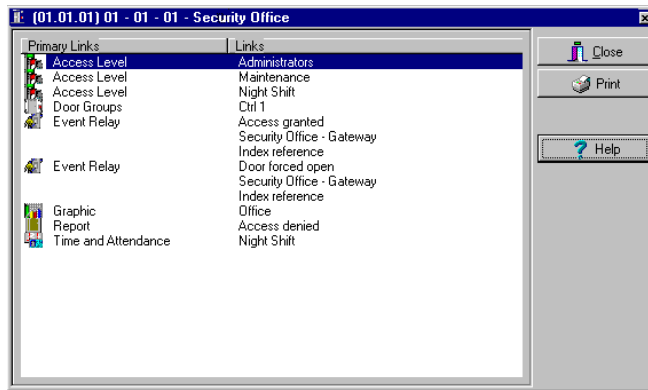 (01.01.01) 01 - 01 - 01 - Security Office
Primary Links Links
Access Level Administrators
Access Level Maintenance
Access Level Night Shift
Door Groups Ctrl 1
Event Relay Access granted
Security Office - Gateway
Index reference
Event Relay Door forced open
Security Office - Gateway
Index reference
Graphic Office
Report Access denied
Time and Attendance Night Shift
Close
Print
Help